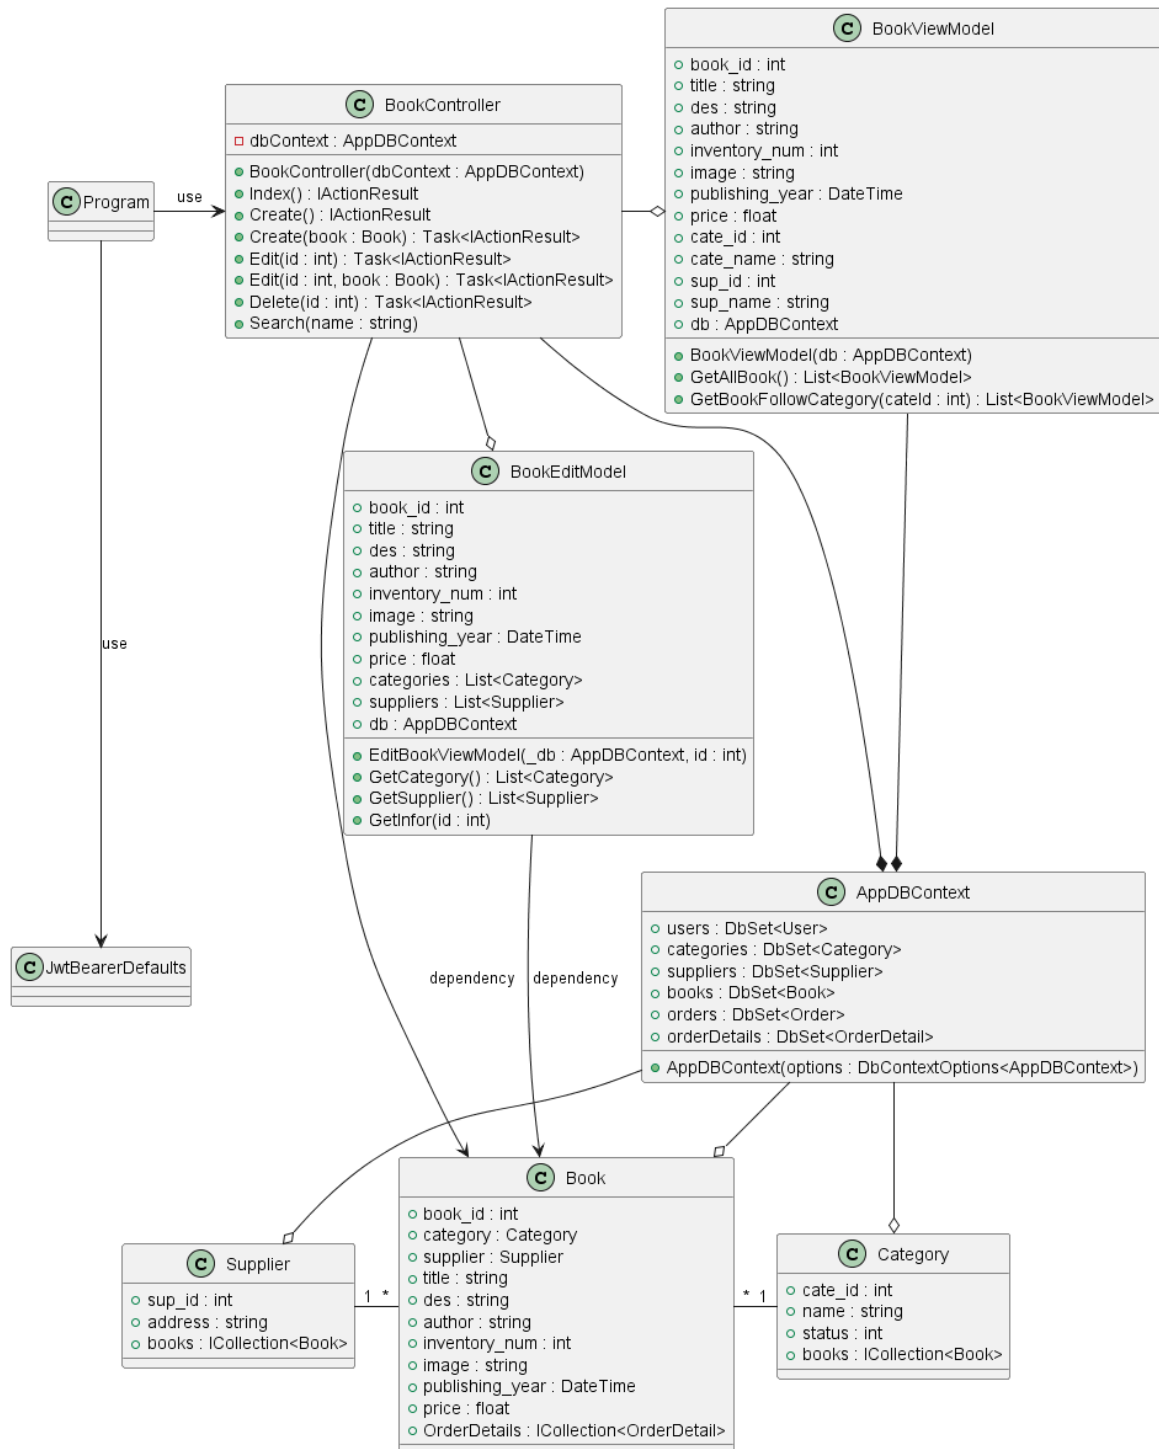 BookViewModel
book_id : int
title : string
des : string
author : string
inventory_num : int
image : string
publishing_year : DateTime
price : float
cate_id : int
cate_name : string
sup_id : int
sup_name : string
db : AppDBContext
BookViewModel(db : AppDBContext)
GetAllBook() : List<BookViewModel>
GetBookFollowCategory(cateId : int) : List<BookViewModel>
BookController
dbContext : AppDBContext
BookController(dbContext : AppDBContext)
Index() : IActionResult
Create() : IActionResult
Create(book : Book) : Task<IActionResult>
Edit(id : int) : Task<IActionResult>
Edit(id : int, book : Book) : Task<IActionResult>
Delete(id : int) : Task<IActionResult>
Search(name : string)
Program
use
BookEditModel
book_id : int
title : string
des : string
author : string
inventory_num : int
image : string
publishing_year : DateTime
price : float
categories : List<Category>
suppliers : List<Supplier>
db : AppDBContext
EditBookViewModel(_db : AppDBContext, id : int)
GetCategory() : List<Category>
GetSupplier() : List<Supplier>
GetInfor(id : int)
use
JwtBearerDefaults
dependency
dependency
AppDBContext
users : DbSet<User>
categories : DbSet<Category>
suppliers : DbSet<Supplier>
books : DbSet<Book>
orders : DbSet<Order>
orderDetails : DbSet<OrderDetail>
AppDBContext(options : DbContextOptions<AppDBContext>)
Supplier
sup_id : int
address : string
books : ICollection<Book>
1 *
Book
book_id : int
category : Category
supplier : Supplier
title : string
des : string
author : string
inventory_num : int
image : string
publishing_year : DateTime
price : float
OrderDetails : ICollection<OrderDetail>
* 1
Category
cate_id : int
name : string
status : int
books : ICollection<Book>